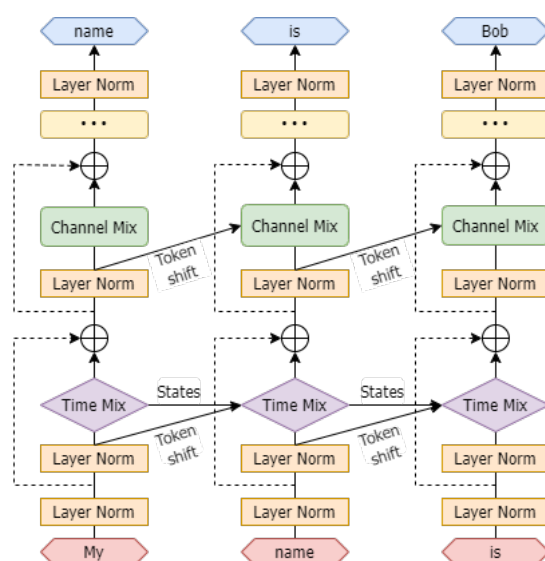 name is Bob
Layer Norm Layer Norm Layer Norm
••• ••• •••
Channel Mix Channel Mix Channel Mix
Token shift Token shift
Layer Norm Layer Norm Layer Norm
States States
Time Mix Time Mix Time Mix
Token shift Token shift
Layer Norm Layer Norm Layer Norm
Layer Norm Layer Norm Layer Norm
My name is